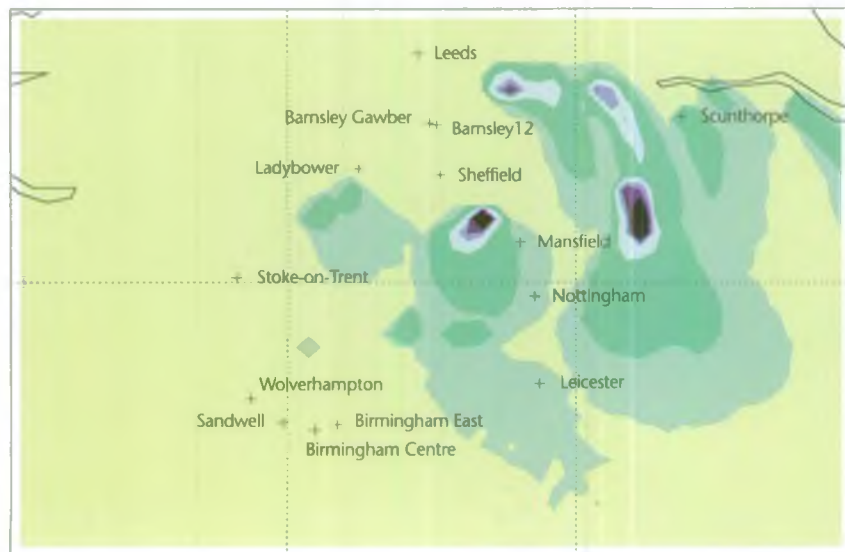 Leeds
Barnsley Gawber
Barnsley12
Scunthorpe
Ladybower
Sheffield
Mansfield
Stoke-on-Trent
Nottingham
Wolverhampton
Leicester
Sandwell
Birmingham East
Birmingham Centre